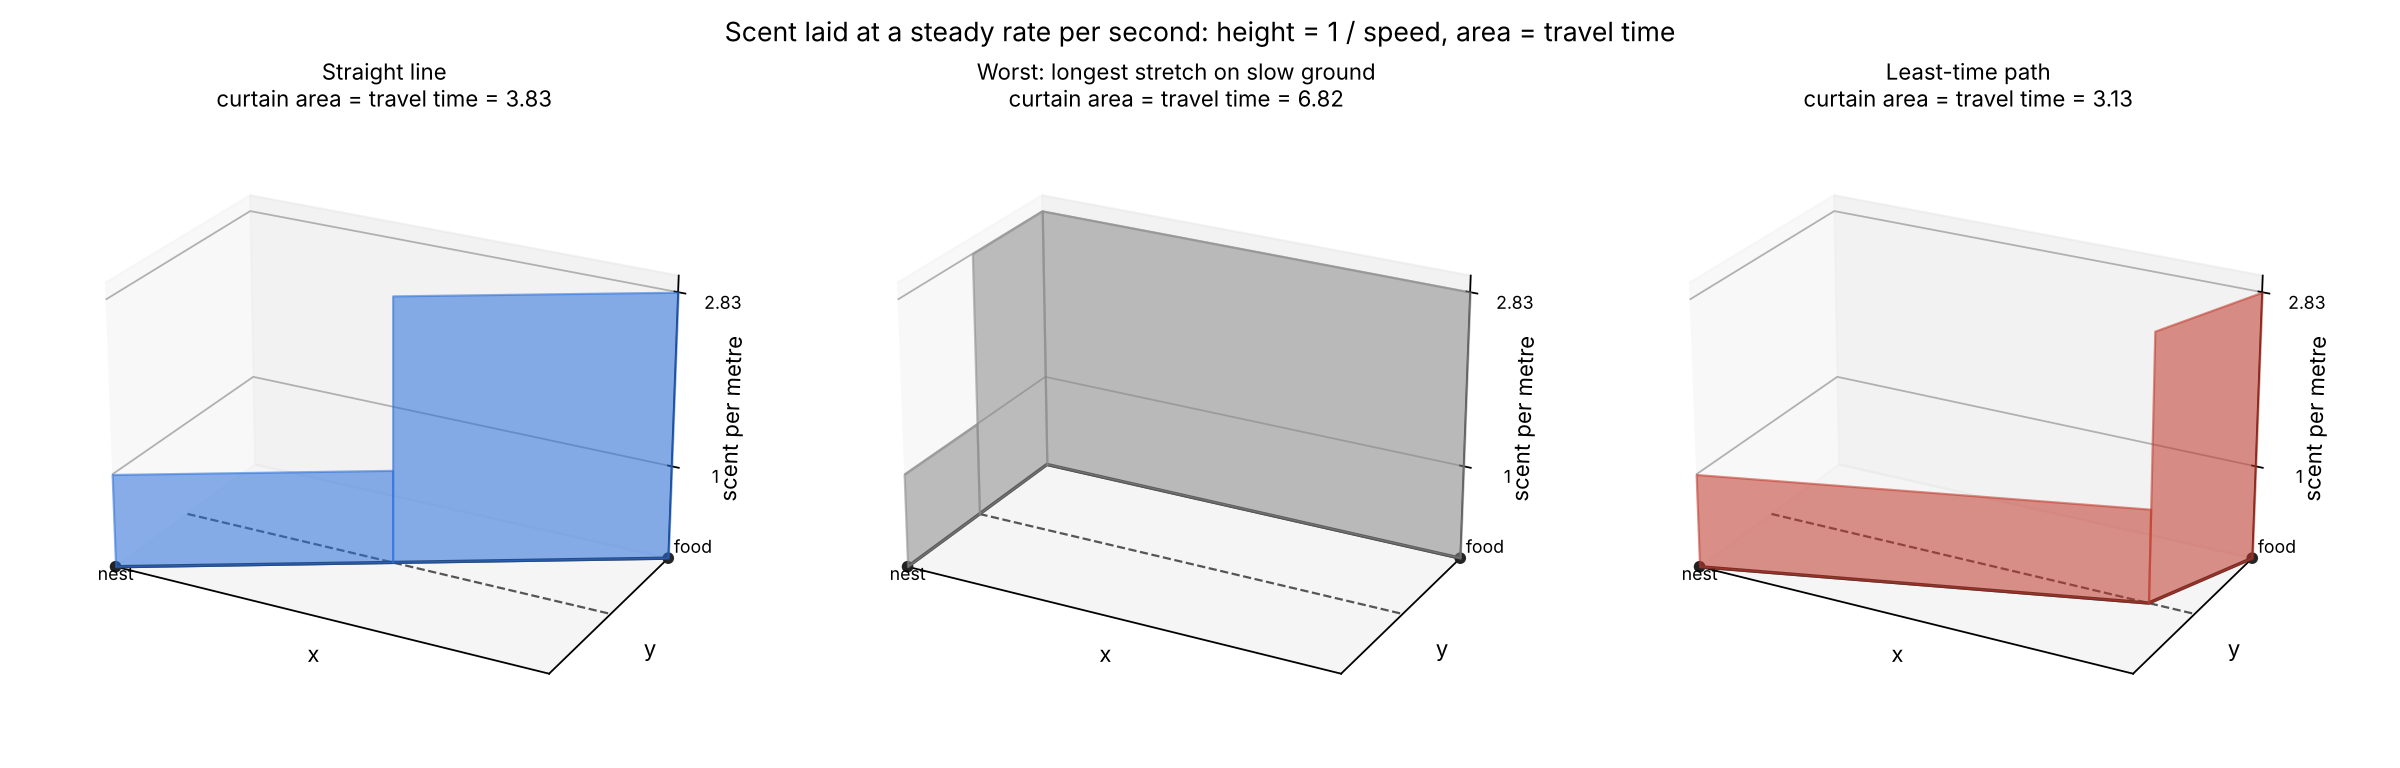 Scent laid at a steady rate per second: height = 1 / speed, area = travel time
Straight line
curtain area = travel time = 3.83
2.83
1
scent per metre
food
nest
x
y
Worst: longest stretch on slow ground
curtain area = travel time = 6.82
2.83
1
scent per metre
food
nest
x
y
Least-time path
curtain area = travel time = 3.13
2.83
1
scent per metre
food
nest
x
y